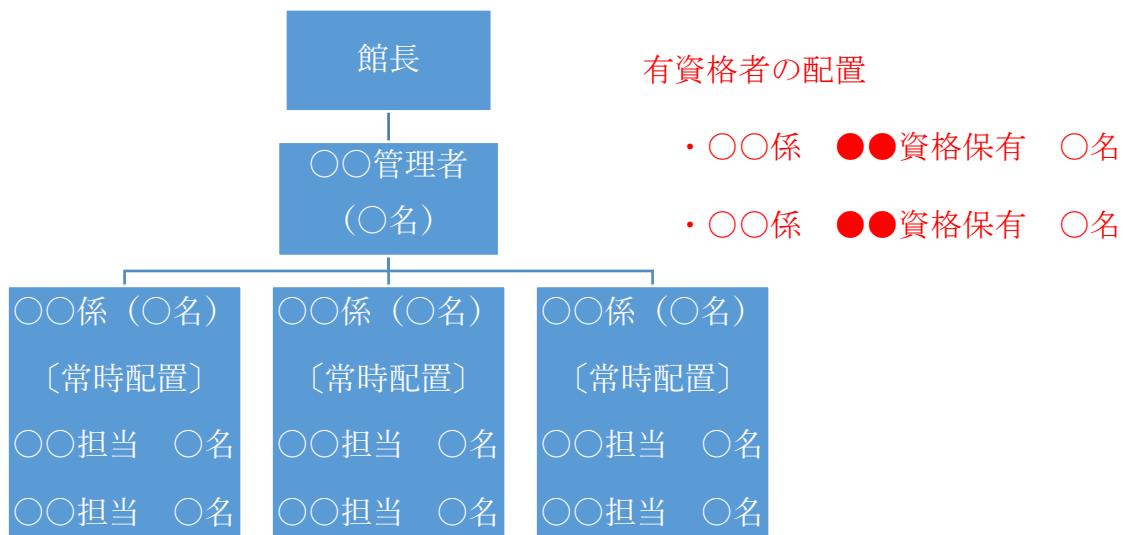 館長
有資格者の配置
・○○係　●●資格保有　○名
・○○係　●●資格保有　○名
○○管理者
（○名）
○○係（○名）
〔常時配置〕
○○担当　○名
○○担当　○名
○○係（○名）
〔常時配置〕
○○担当　○名
○○担当　○名
○○係（○名）
〔常時配置〕
○○担当　○名
○○担当　○名